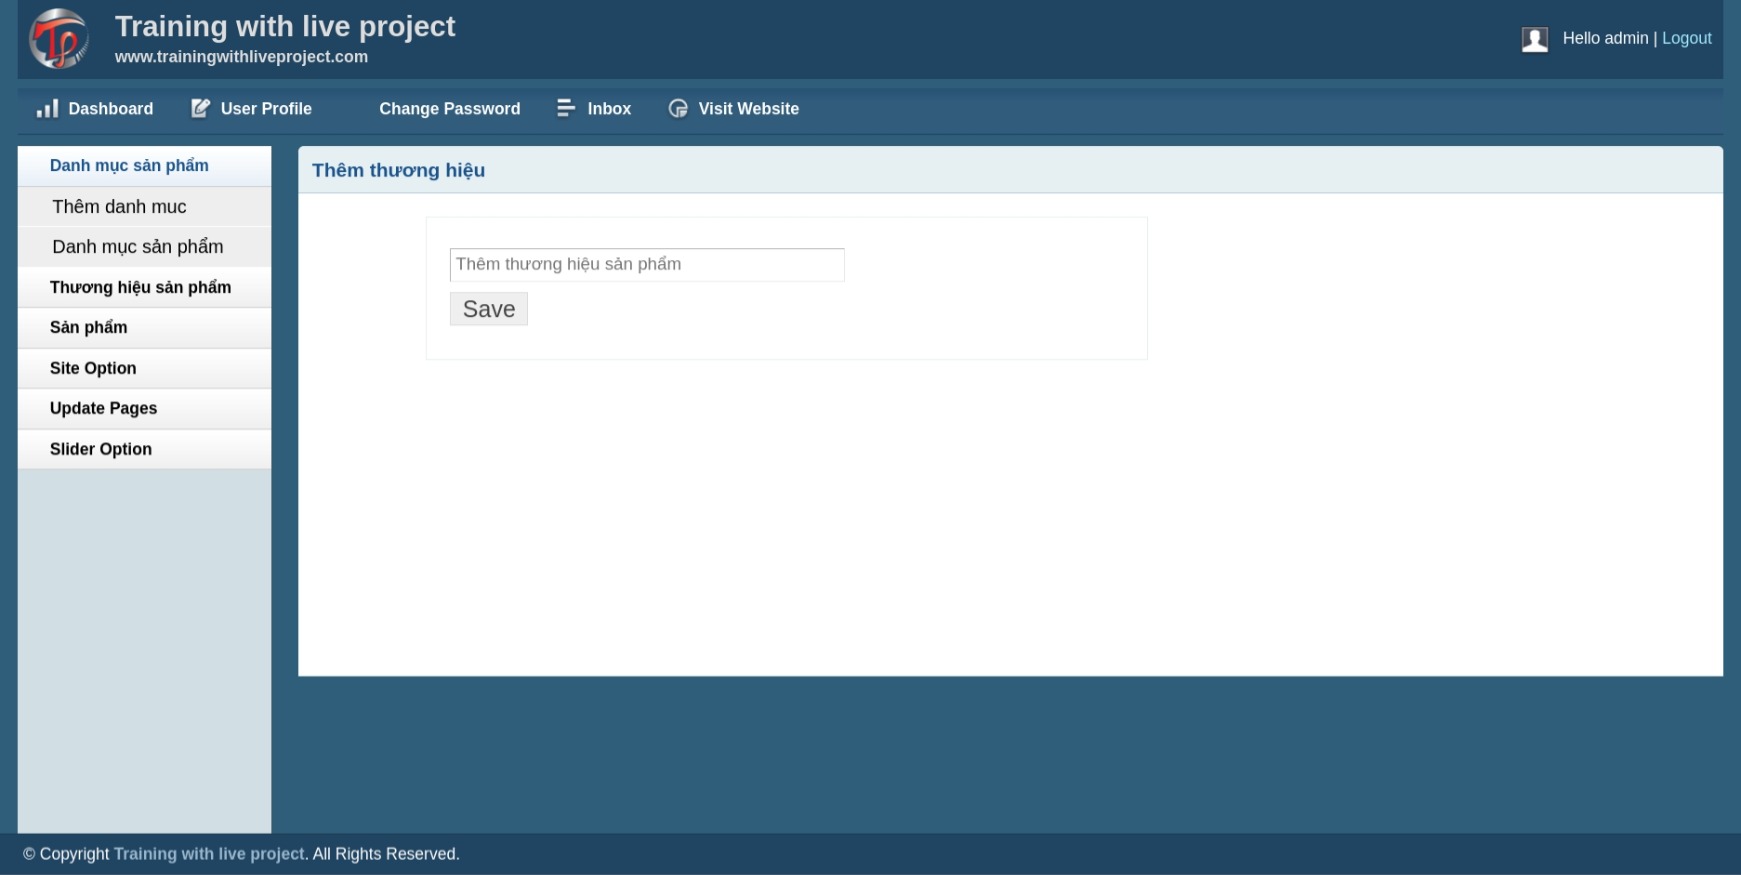 Training with live project
www.trainingwithliveproject.com
Hello admin | Logout
Dashboard
User Profile
Change Password
Inbox
Visit Website
Danh mục sản phẩm
Thêm danh muc
Danh mục sản phẩm
Thương hiệu sản phẩm
Sản phẩm
Site Option
Update Pages
Slider Option
Thêm thương hiệu
Thêm thương hiệu sản phẩm
Save
© Copyright Training with live project. All Rights Reserved.